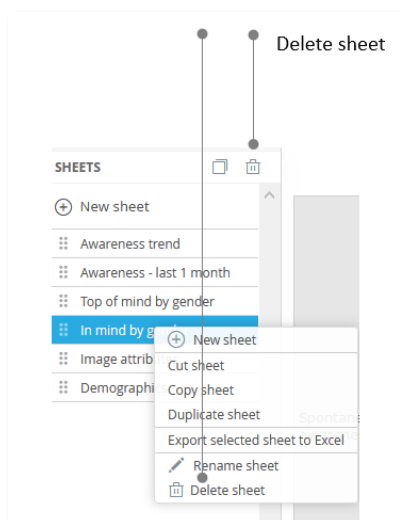 Delete sheet
SHEETS
New sheet
Awareness trend
Awareness - last 1 month
Top of mind by gender
In mind by
New sheet
Image
Cut sheet
Copy sheet
Demographi
Duplicate sheet
Export selected sheet to Excel
Rename sheet
Delete sheet